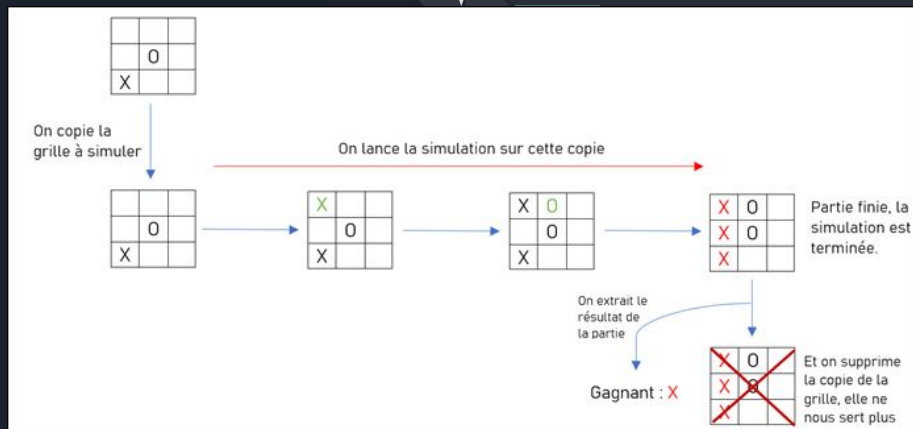 O
X
On copie la
grille à simuler
On lance la simulation sur cette copie
O
X
X
O
X
X O
O
X
X O
X O
X
Partie finie, la
simulation est
terminée.
On extrait le
résultat de
la partie
Gagnant : X
X O
X O
X
Et on supprime
la copie de la
grille, elle ne
nous sert plus